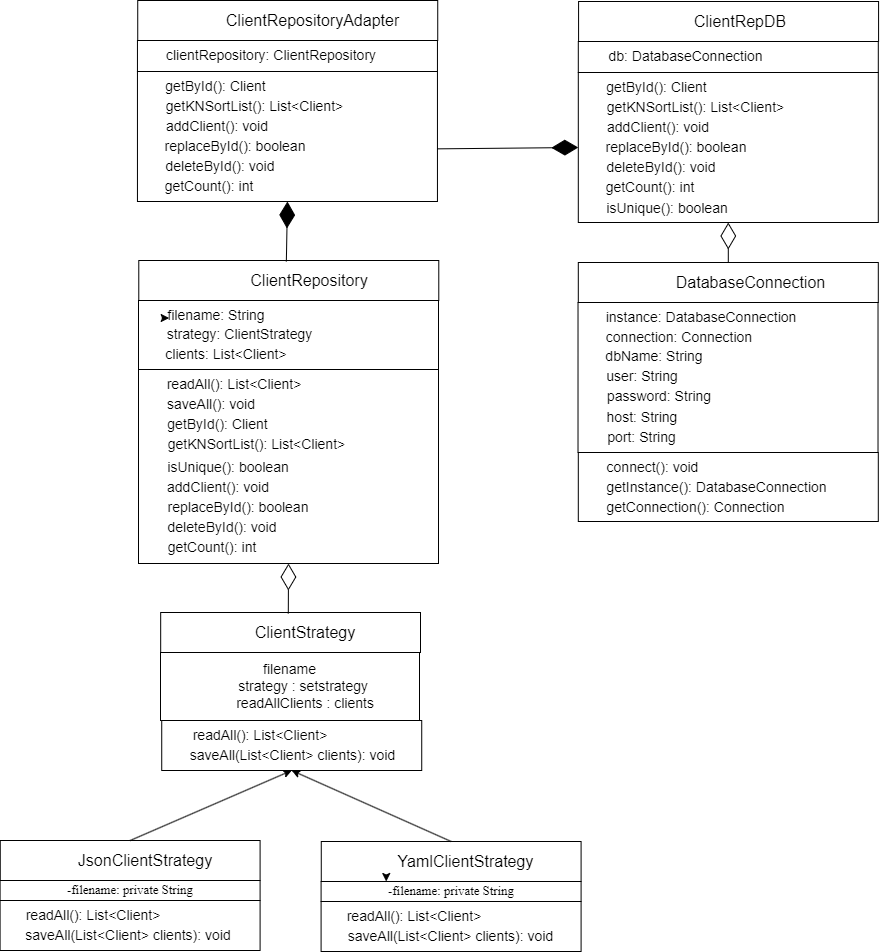 ClientRepositoryAdapter
clientRepository: ClientRepository
getById(): Client
getKNSortList(): List<Client>
addClient(): void
replaceById(): boolean
deleteById(): void
getCount(): int
ClientRepDB
db: DatabaseConnection
getById(): Client
getKNSortList(): List<Client>
addClient(): void
replaceById(): boolean
deleteById(): void
getCount(): int
isUnique(): boolean
ClientRepository
filename: String
strategy: ClientStrategy
clients: List<Client>
readAll(): List<Client>
saveAll(): void
getById(): Client
getKNSortList(): List<Client>
isUnique(): boolean
addClient(): void
replaceById(): boolean
deleteById(): void
getCount(): int
DatabaseConnection
instance: DatabaseConnection
connection: Connection
dbName: String
user: String
password: String
host: String
port: String
connect(): void
getInstance(): DatabaseConnection
getConnection(): Connection
ClientStrategy
filename
strategy : setstrategy
readAllClients : clients
readAll(): List<Client>
saveAll(List<Client> clients): void
JsonClientStrategy
-filename: private String
readAll(): List<Client>
saveAll(List<Client> clients): void
YamlClientStrategy
-filename: private String
readAll(): List<Client>
saveAll(List<Client> clients): void